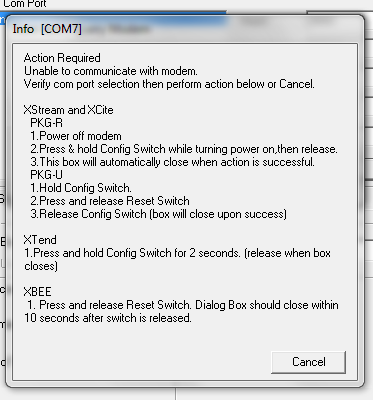 Com Port
Info [COM7]
Modem
Action Required
Unable to communicate with modem.
Verify com port selection then perform action below or Cancel.
XStream and XCite
PKG-R
1.Power off modem
2.Press & hold Config Switch while turning power on,then release.
3.This box will automatically close when action is successful.
PKG-U
1.Hold Config Switch.
2.Press and release Reset Switch
3.Release Config Switch (box will close upon success)
XTend
1.Press and hold Config Switch for 2 seconds. (release when box
closes)
XBEE
1. Press and release Reset Switch. Dialog Box should close within
10 seconds after switch is released.
Cancel